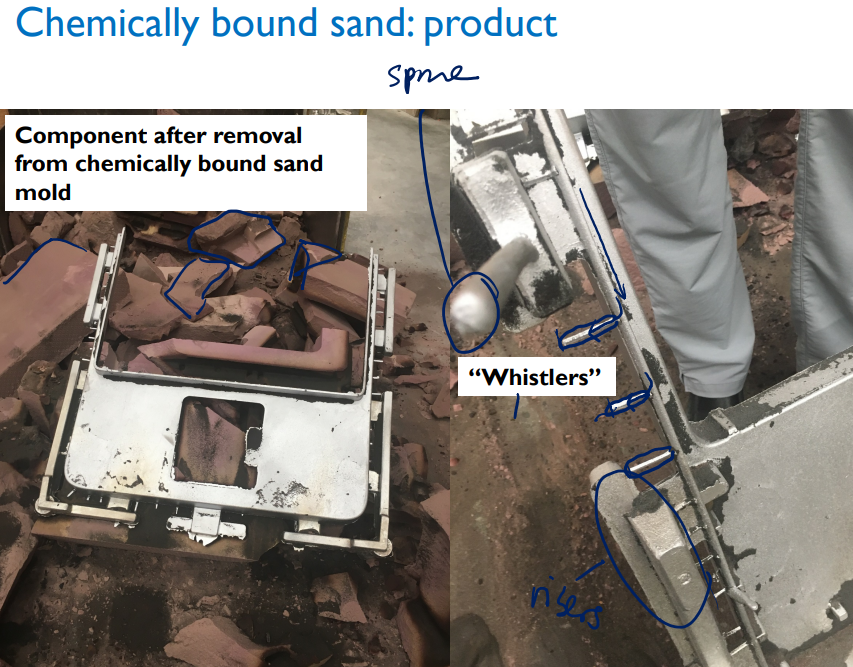 Chemically bound sand: product
sprue
Component after removal
from chemically bound sand
mold
“Whistlers”
risers